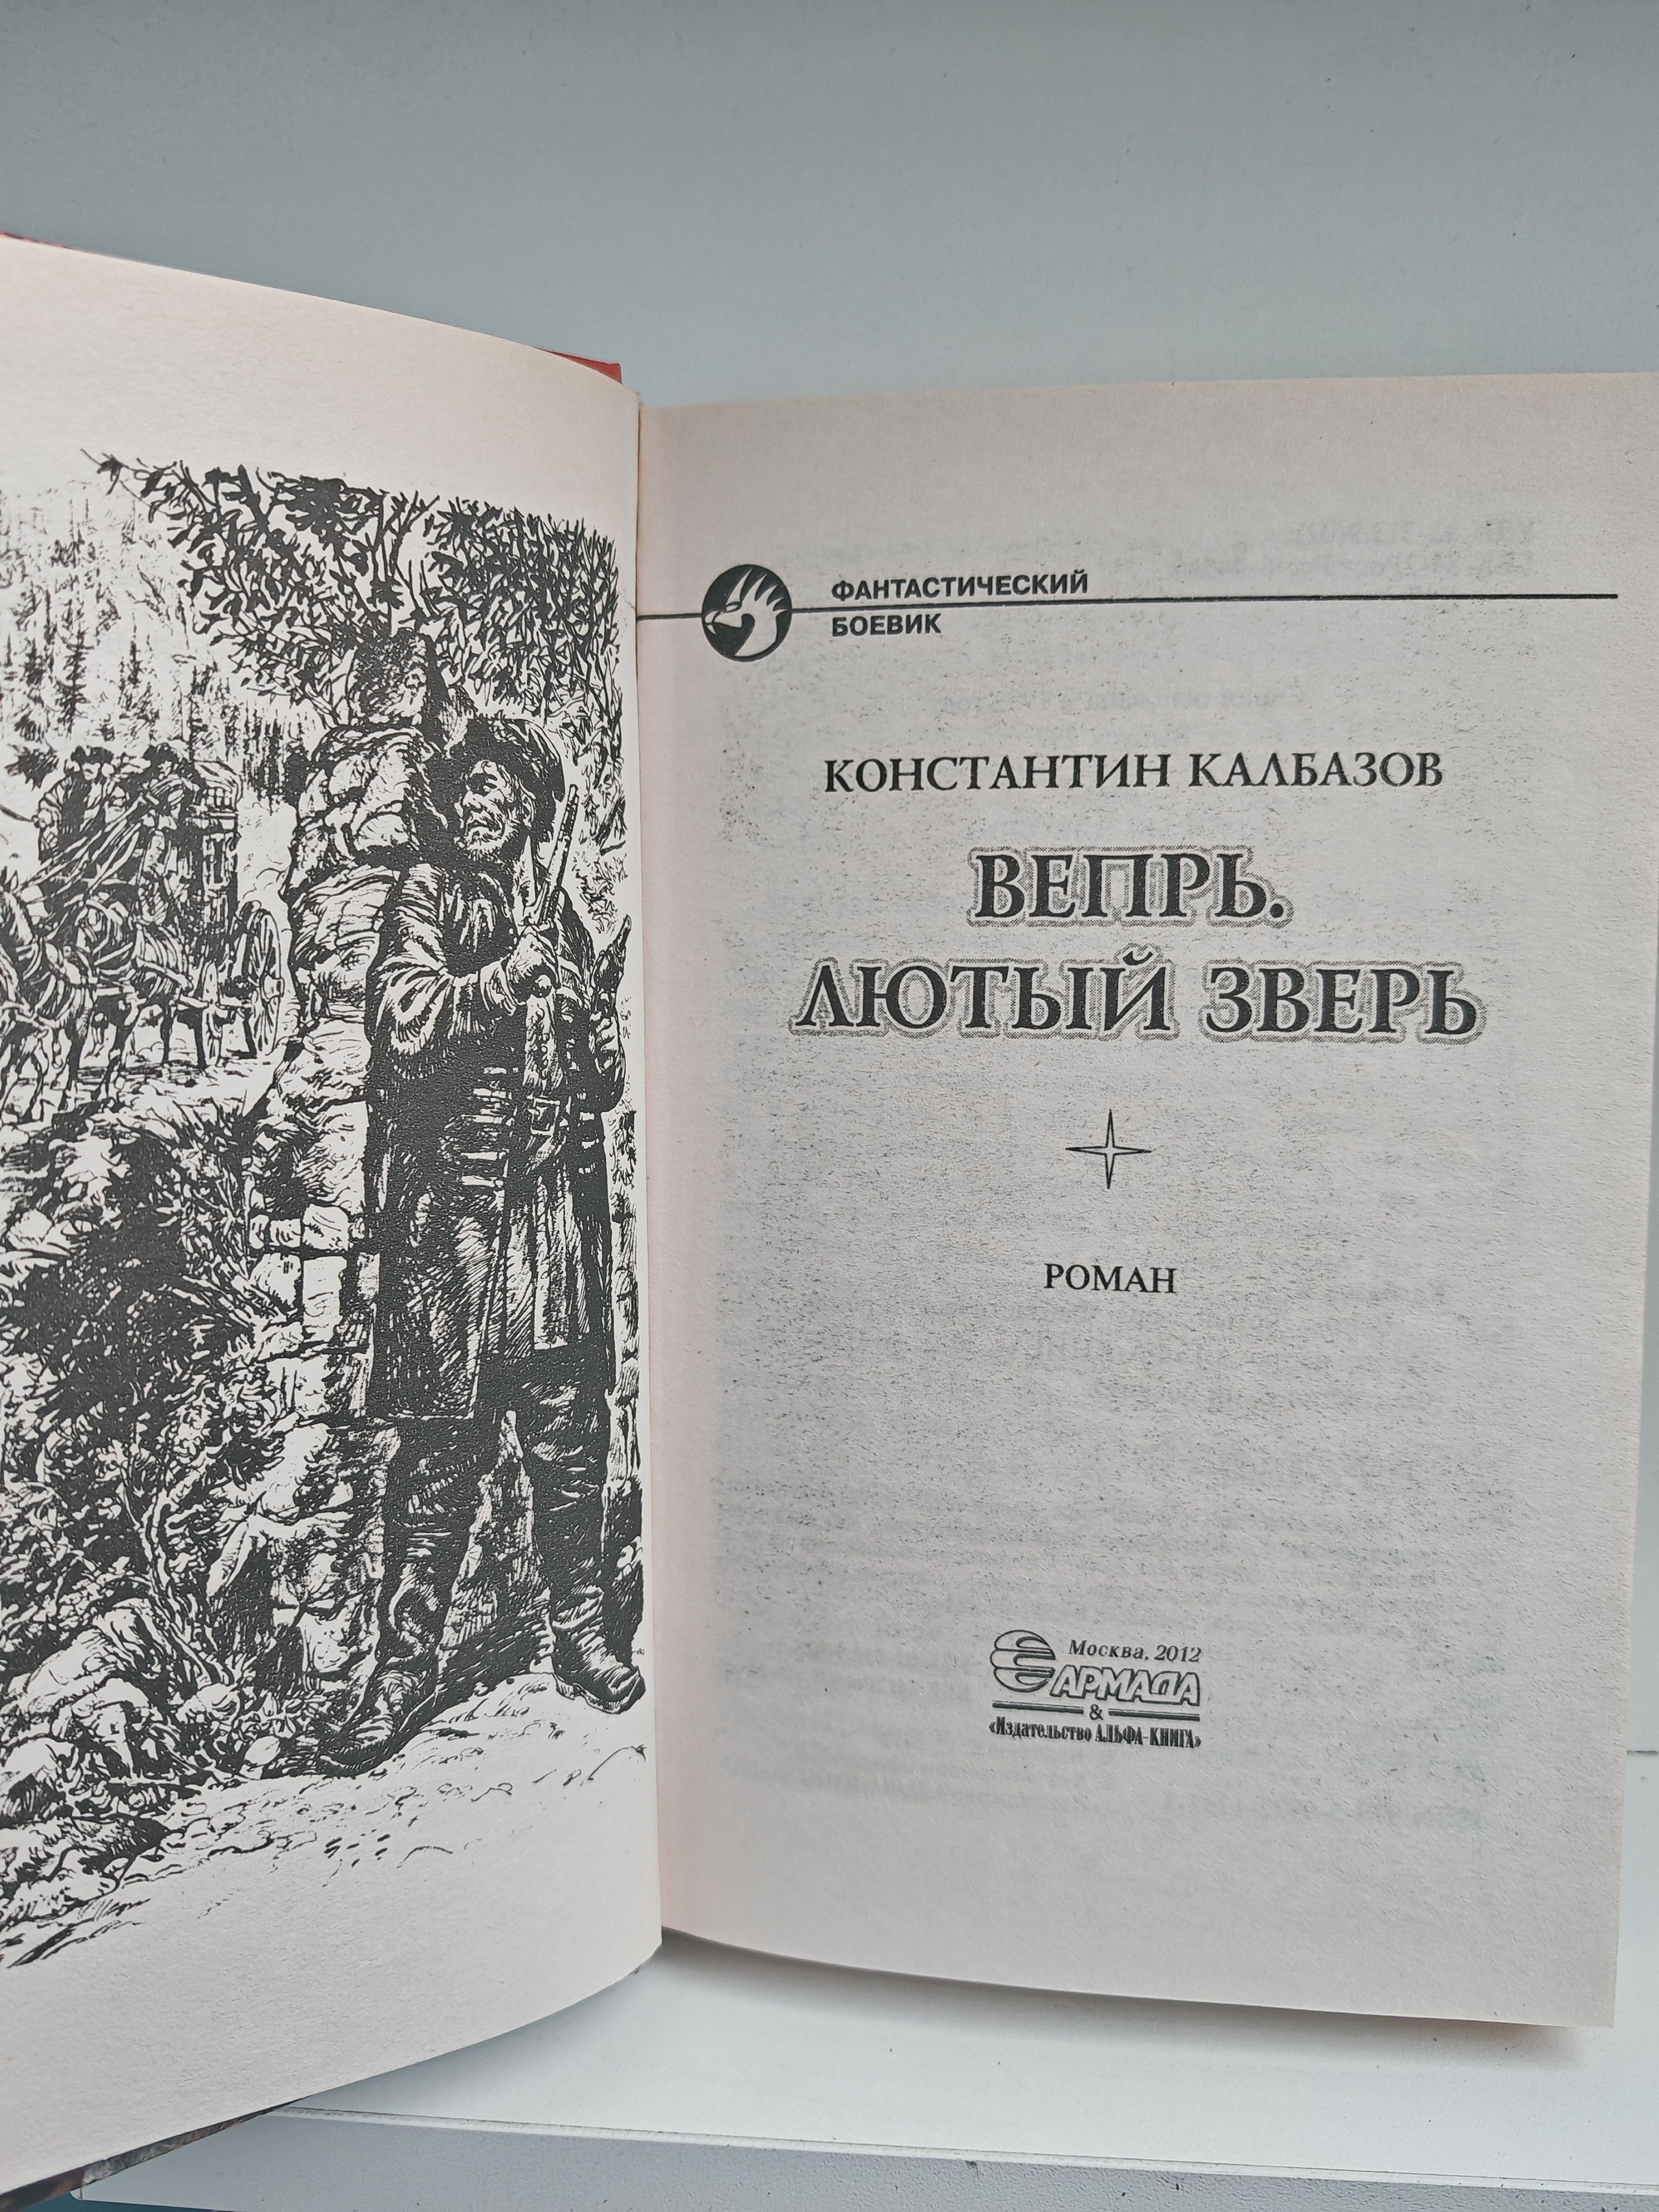 ФАНТАСТИЧЕСКИЙ
БОЕВИК
КОНСТАНТИН КАЛБАЗОВ
ВЕПРЬ.
ЛЮТЫЙ ЗВЕРЬ
РОМАН
Москва, 2012
АРМАДА
&
«Издательство АЛЬФА-КНИГА»